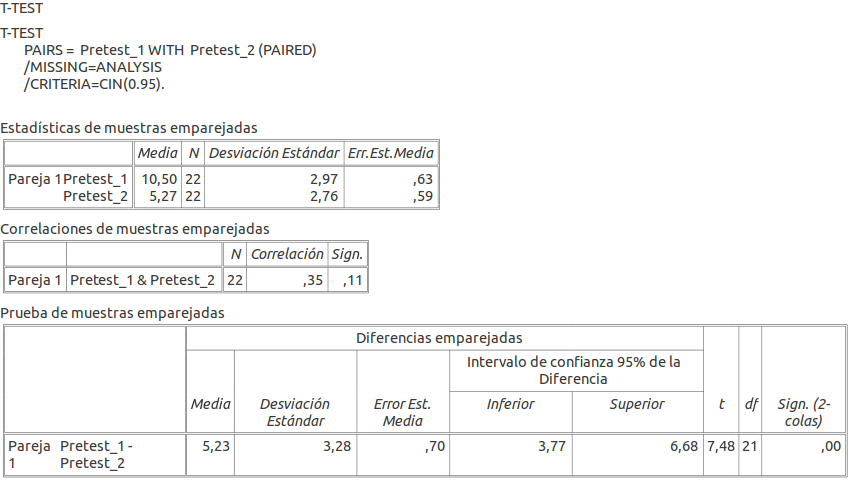 T-TEST
T-TEST
PAIRS = Pretest_1 WITH Pretest_2 (PAIRED)
/MISSING=ANALYSIS
/CRITERIA=CIN(0.95).
Estadísticas de muestras emparejadas
Media N Desviación Estándar Err.Est.Media
Pareja 1 Pretest_1 10,50 22 2,97 ,63
Pretest_2 5,27 22 2,76 ,59
Correlaciones de muestras emparejadas
N Correlación Sign.
Pareja 1 Pretest_1 & Pretest_2 22 ,35 ,11
Prueba de muestras emparejadas
Diferencias emparejadas
Intervalo de confianza 95% de la
Diferencia
Media Desviación Error Est. Inferior Superior t df Sign. (2-
Estándar Media colas)
Pareja Pretest_1 - 5,23 3,28 ,70 3,77 6,68 7,48 21 ,00
1 Pretest_2